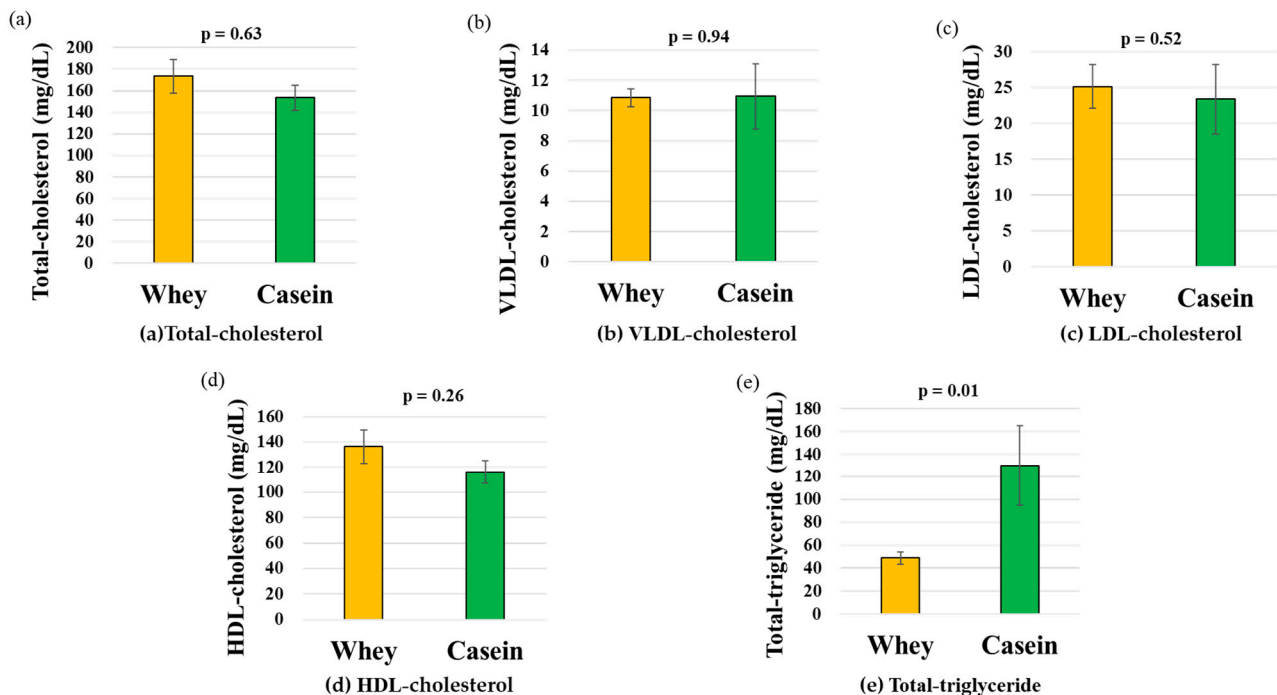 (a)
p = 0.63
Total-cholesterol (mg/dL)
200
180
160
140
120
100
80
60
40
20
0
Whey Casein
(a)Total-cholesterol
(b)
p = 0.94
VLDL-cholesterol (mg/dL)
14
12
10
8
6
4
2
0
Whey Casein
(b) VLDL-cholesterol
(c)
p = 0.52
LDL-cholesterol (mg/dL)
30
25
20
15
10
5
0
Whey Casein
(c) LDL-cholesterol
(d)
p = 0.26
HDL-cholesterol (mg/dL)
160
140
120
100
80
60
40
20
0
Whey Casein
(d) HDL-cholesterol
(e)
p = 0.01
Total-triglyceride (mg/dL)
180
160
140
120
100
80
60
40
20
0
Whey Casein
(e) Total-triglyceride